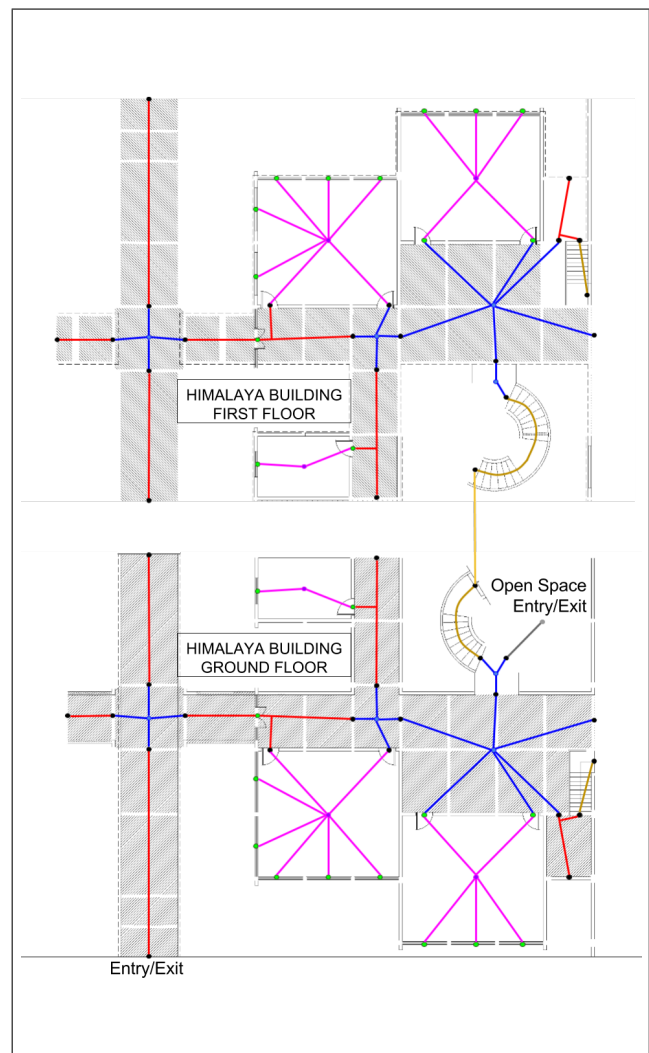 HIMALAYA BUILDING
FIRST FLOOR
Open Space
Entry/Exit
HIMALAYA BUILDING
GROUND FLOOR
Entry/Exit